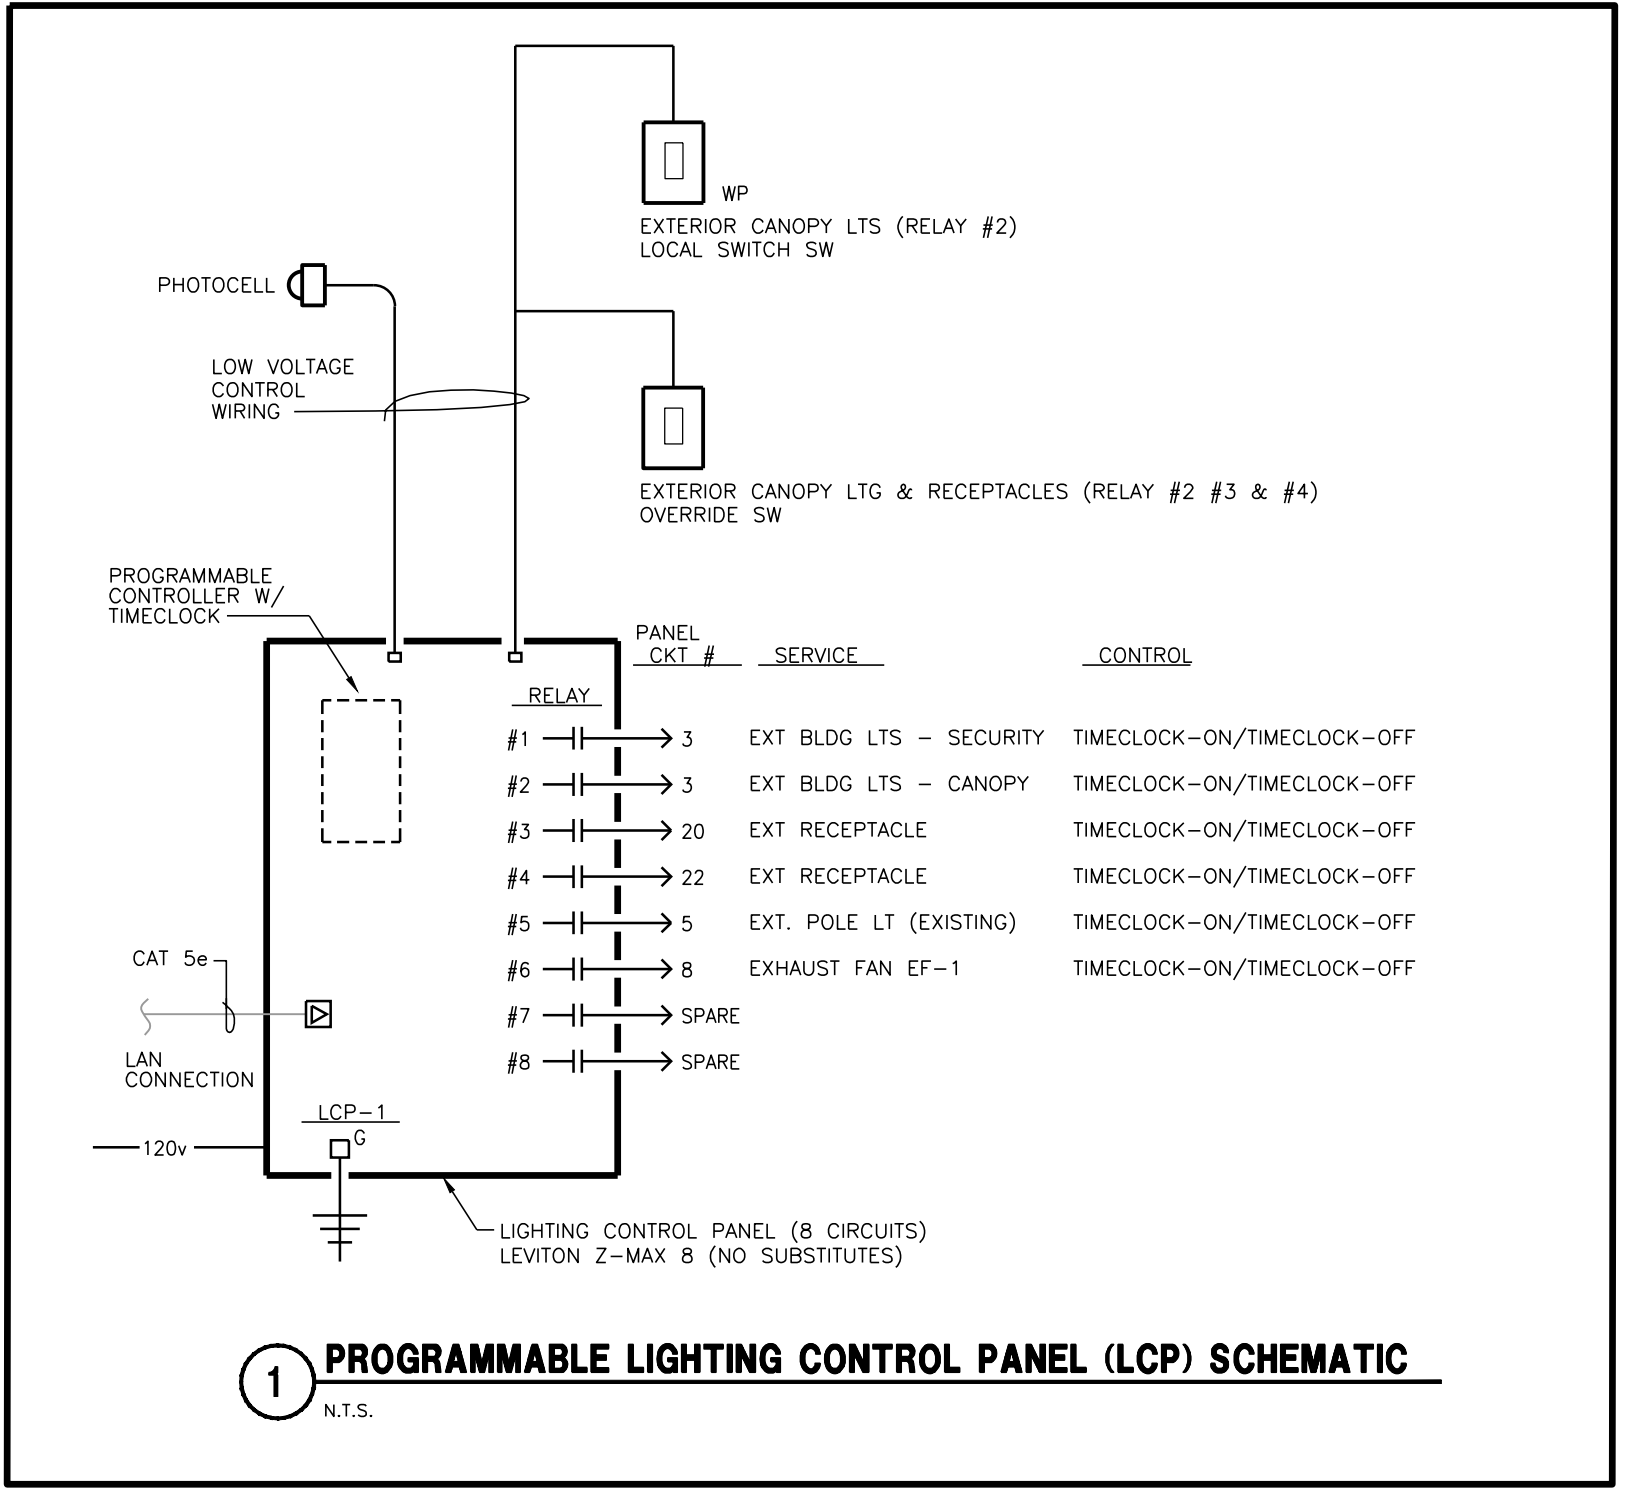 WP
EXTERIOR CANOPY LTS (RELAY #2)
LOCAL SWITCH SW
PHOTOCELL
LOW VOLTAGE
CONTROL
WIRING
EXTERIOR CANOPY LTG & RECEPTACLES (RELAY #2 #3 & #4)
OVERRIDE SW
PROGRAMMABLE
CONTROLLER W/
TIMECLOCK
PANEL
CKT # SERVICE CONTROL
RELAY
#1 3 EXT BLDG LTS - SECURITY TIMECLOCK-ON/TIMECLOCK-OFF
#2 3 EXT BLDG LTS - CANOPY TIMECLOCK-ON/TIMECLOCK-OFF
#3 20 EXT RECEPTACLE TIMECLOCK-ON/TIMECLOCK-OFF
#4 22 EXT RECEPTACLE TIMECLOCK-ON/TIMECLOCK-OFF
#5 5 EXT. POLE LT (EXISTING) TIMECLOCK-ON/TIMECLOCK-OFF
#6 8 EXHAUST FAN EF-1 TIMECLOCK-ON/TIMECLOCK-OFF
#7 SPARE
#8 SPARE
CAT 5e
LAN
CONNECTION
LCP-1
G
120v
LIGHTING CONTROL PANEL (8 CIRCUITS)
LEVITON Z-MAX 8 (NO SUBSTITUTES)
1 PROGRAMMABLE LIGHTING CONTROL PANEL (LCP) SCHEMATIC
N.T.S.